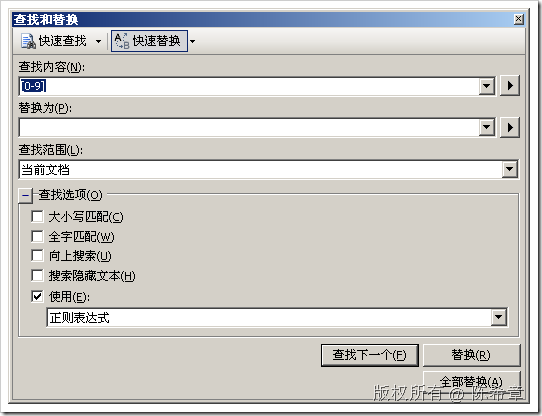 查找和替换
快速查找 快速替换
查找内容(N):
[0-9]
替换为(P):
查找范围(L):
当前文档
查找选项(O)
大小写匹配(C)
全字匹配(W)
向上搜索(U)
搜索隐藏文本(H)
使用(E):
正则表达式
查找下一个(F) 替换(R)
全部替换(A)
版权所有 @ 陈希章